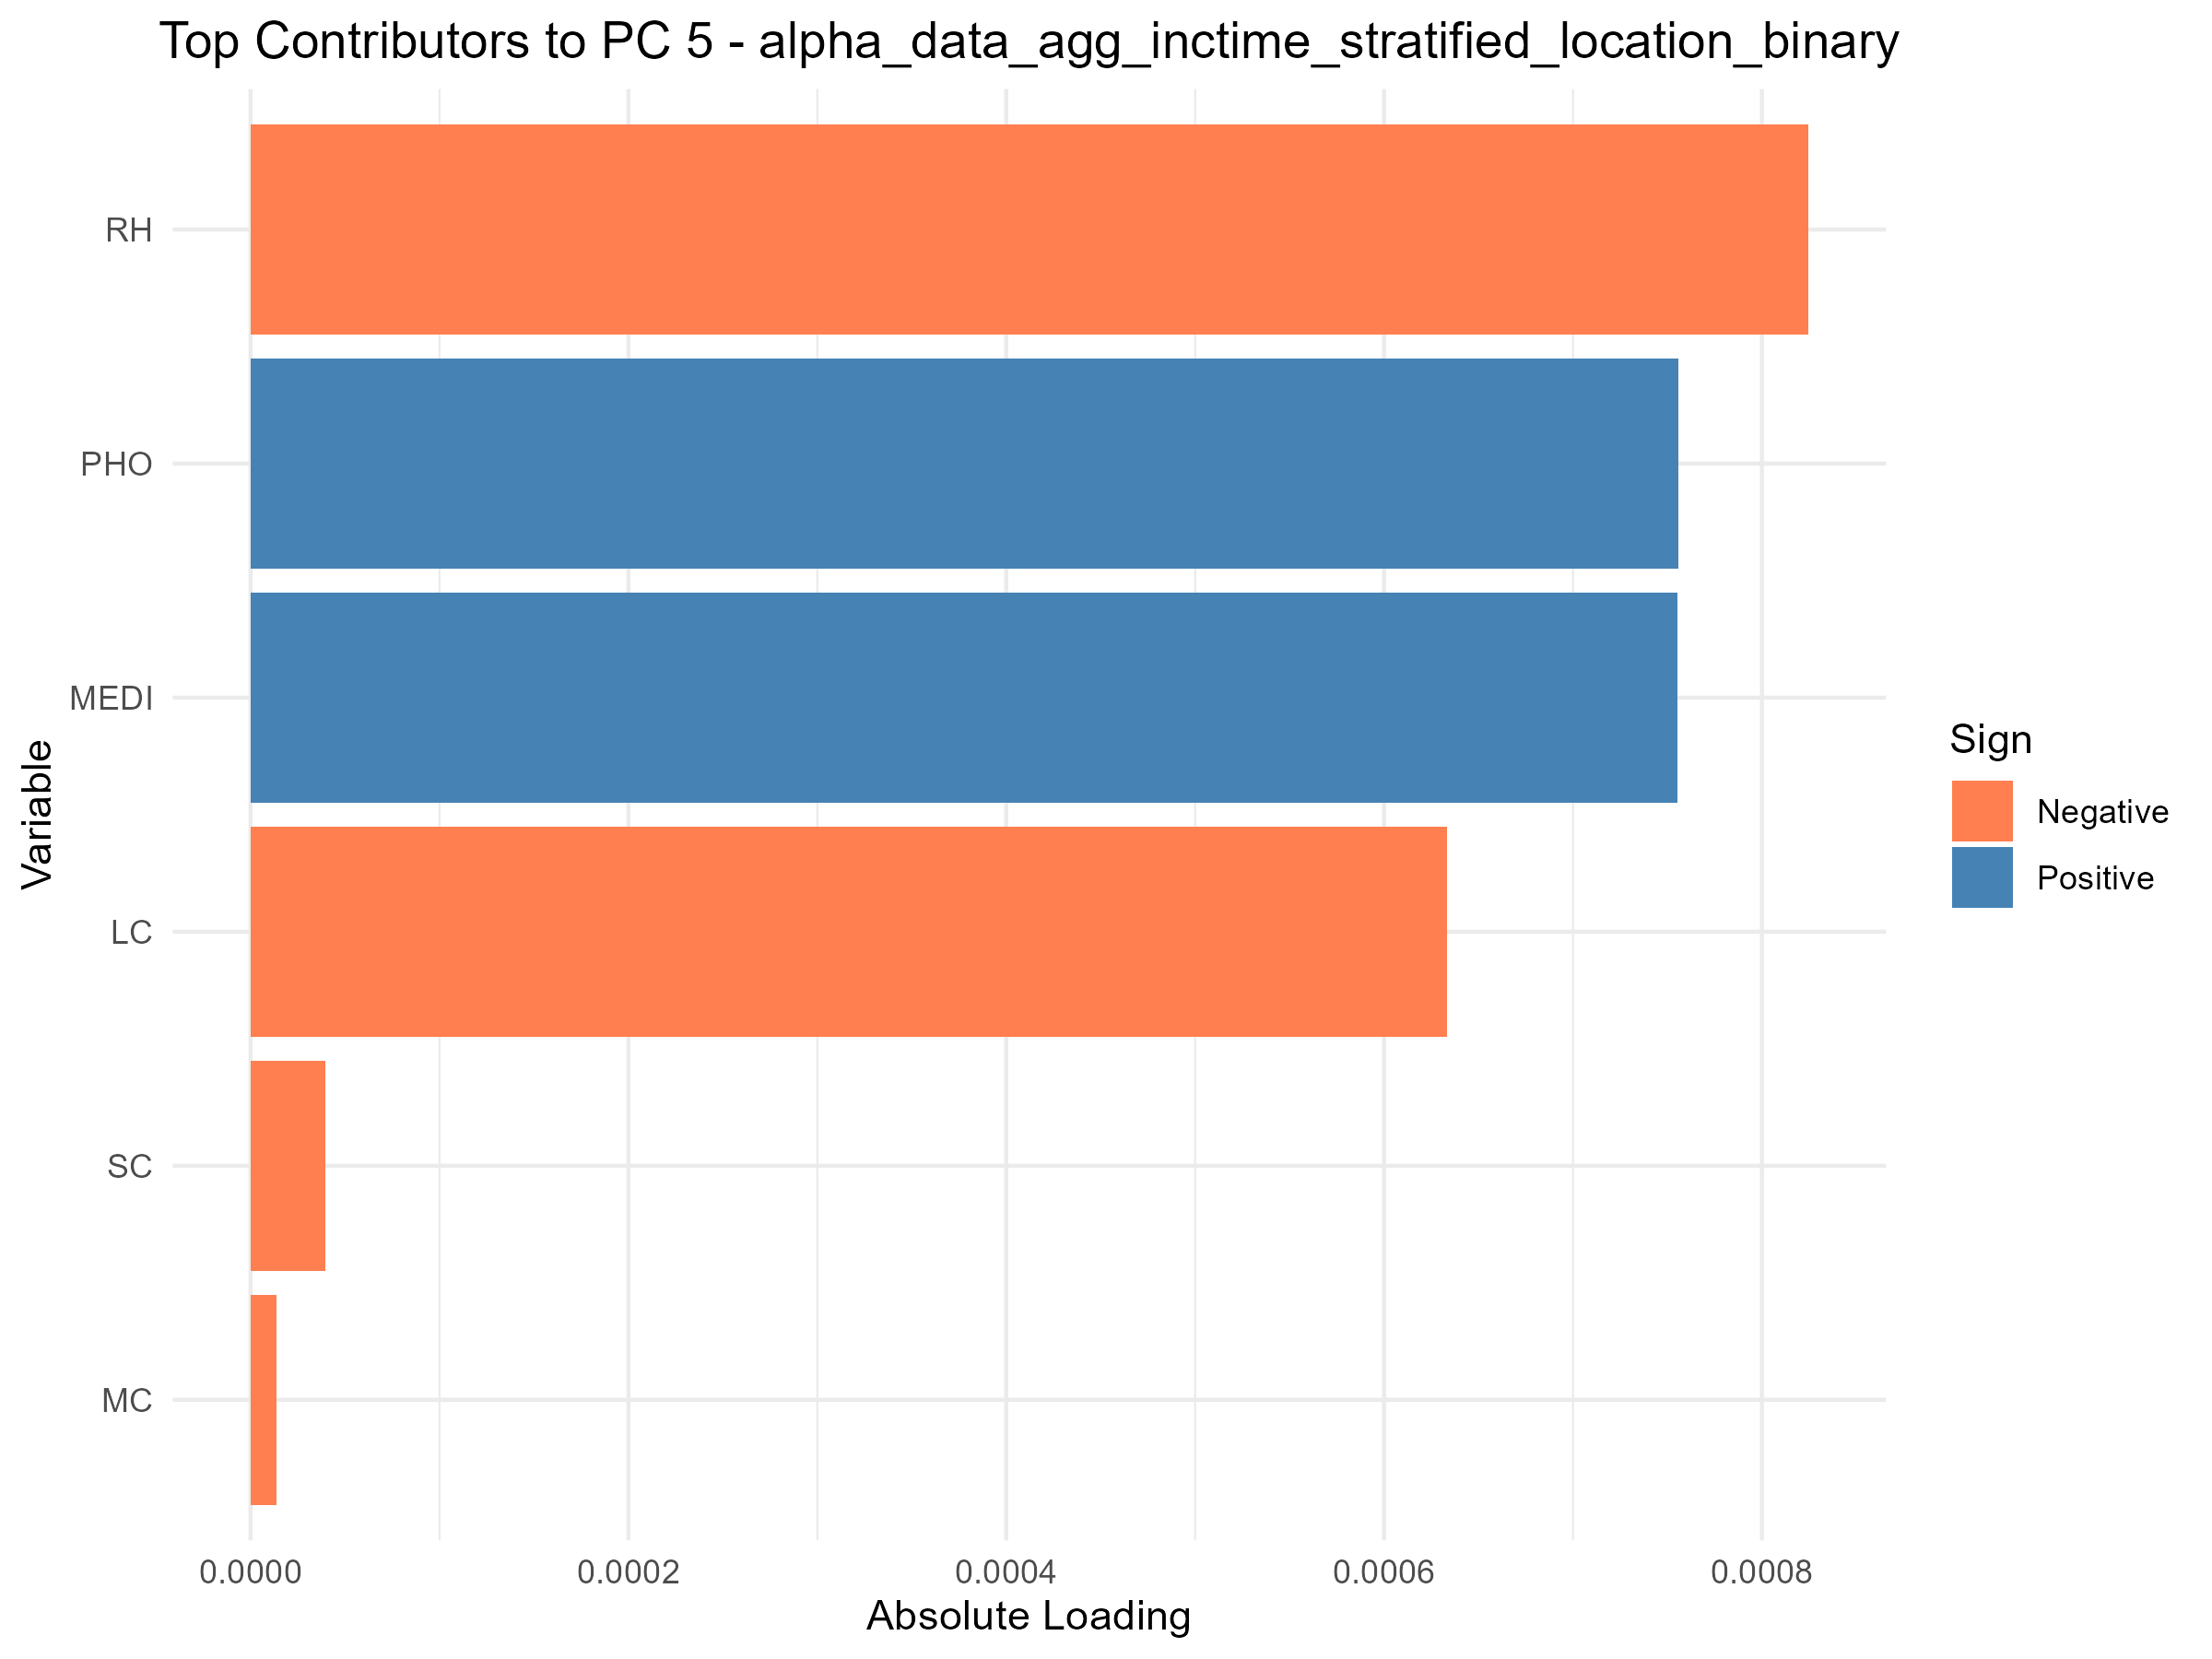 Top Contributors to PC 5 - alpha_data_agg_inctime_stratified_location_binary
Variable
RH
PHO
MEDI
LC
SC
MC
0.0000 0.0002 0.0004 0.0006 0.0008
Absolute Loading
Sign
Negative
Positive